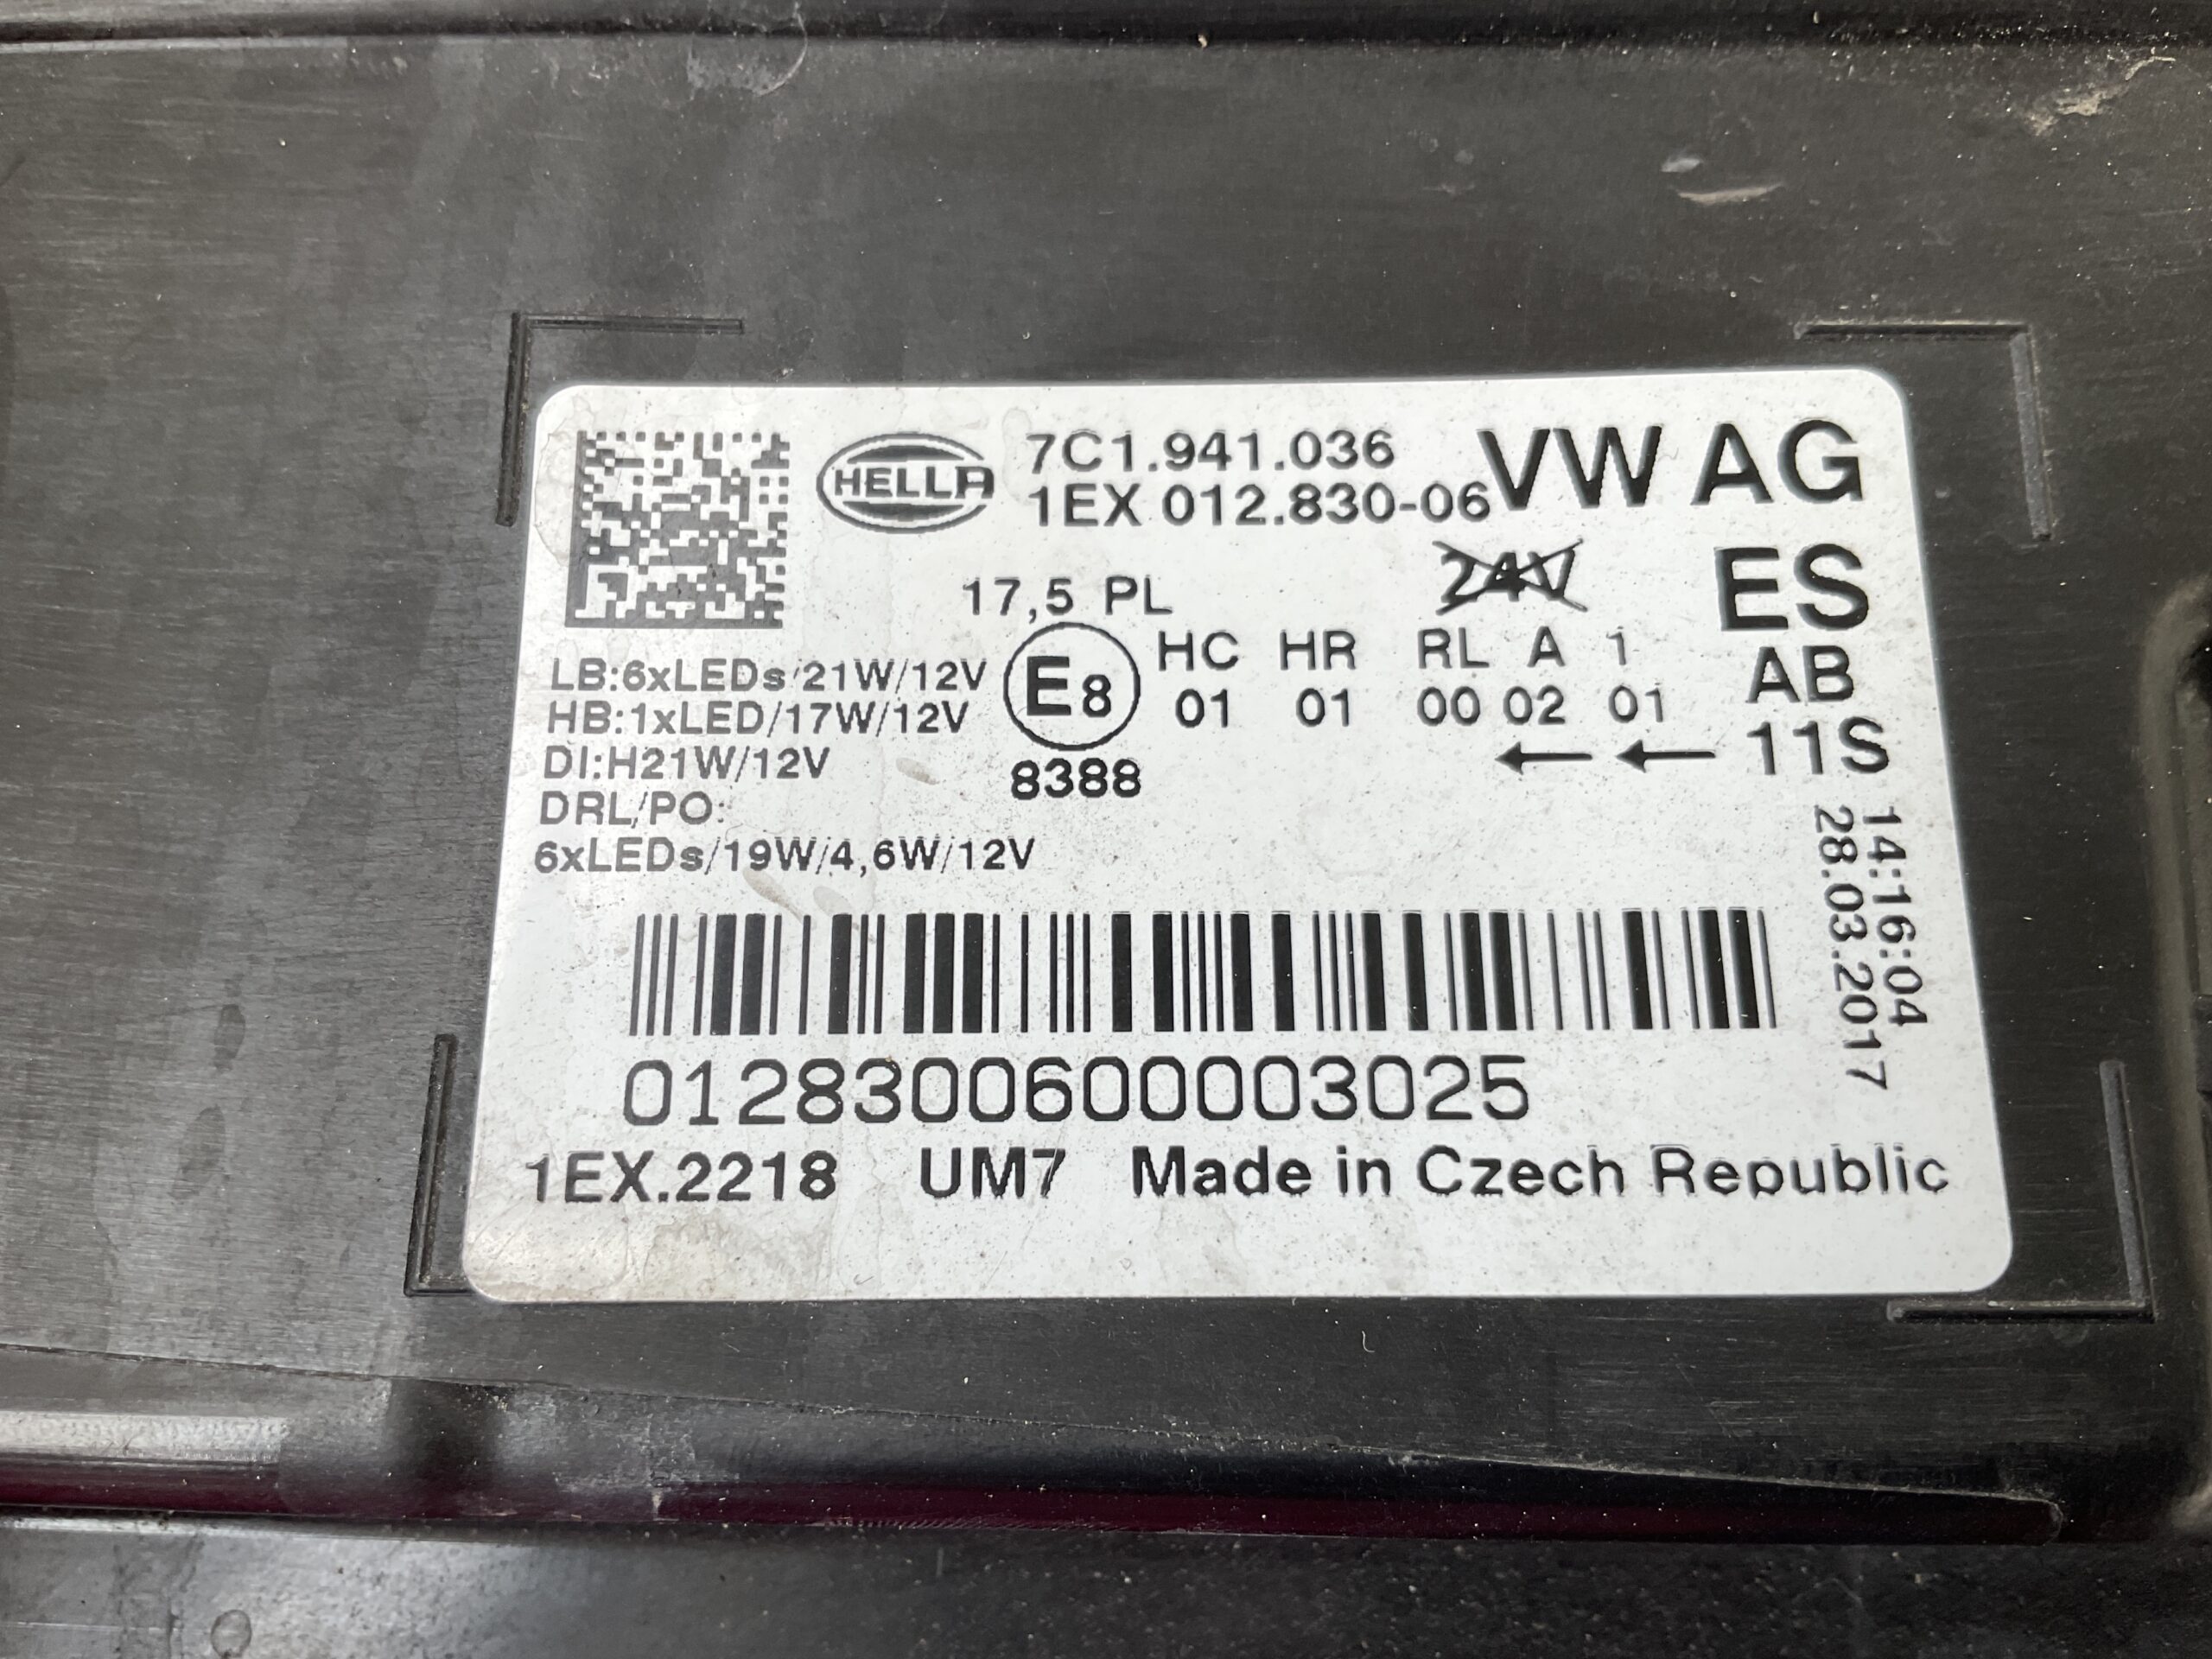 HELLA
7C1.941.036
1EX 012.830-06
VW AG
17,5 PL
24V
ES
LB:6xLEDs/21W/12V
HB:1xLED/17W/12V
DI:H21W/12V
DRL/PO:
6xLEDs/19W/4,6W/12V
E8
8388
HC HR RL A 1
01 01 00 02 01
← ←
AB
11S
14:16:04
28.03.2017
0128300600003025
1EX.2218 UM7 Made in Czech Republic